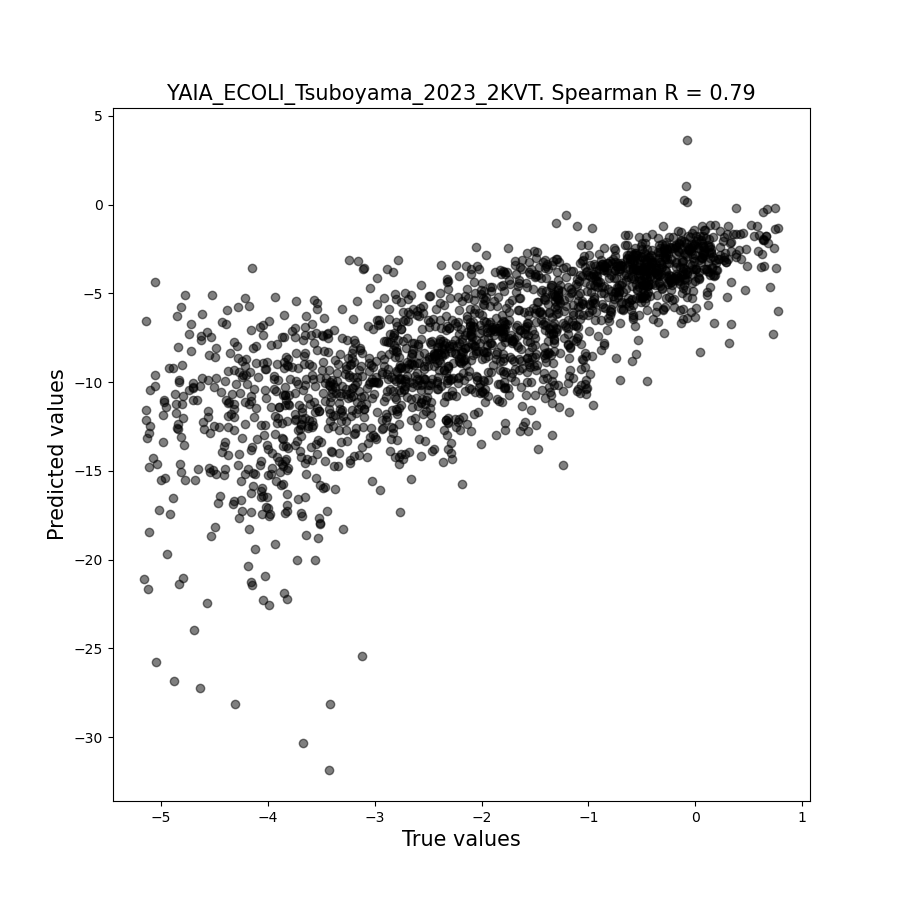 YAIA_ECOLI_Tsuboyama_2023_2KVT. Spearman R = 0.79
5
0
−5
−10
−15
−20
−25
−30
Predicted values
−5 −4 −3 −2 −1 0 1
True values